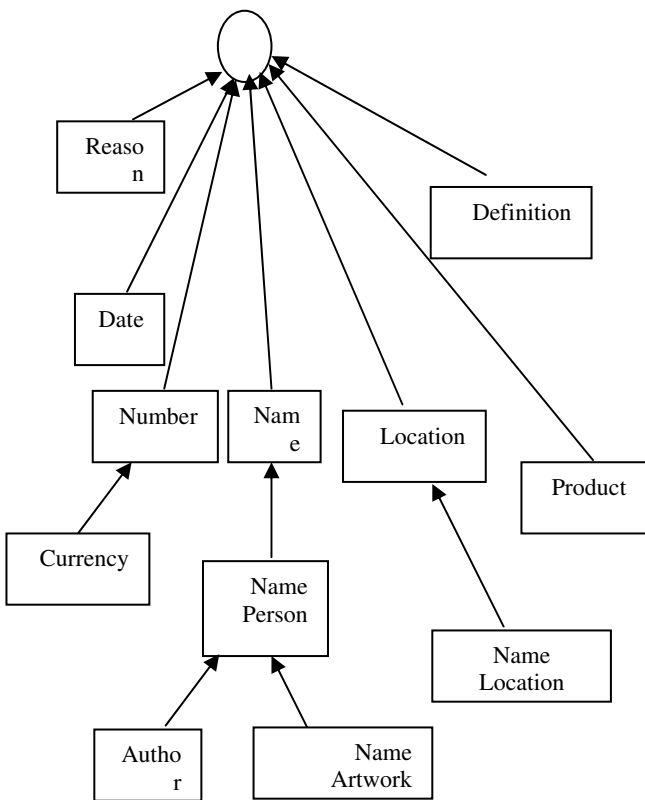 Reaso
n
Definition
Date
Number
Nam
e
Location
Product
Currency
Name
Person
Name
Location
Autho
r
Name
Artwork